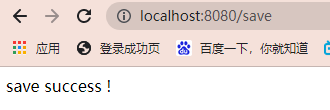 localhost:8080/save
应用 登录成功页 百度一下，你就知道
save success !